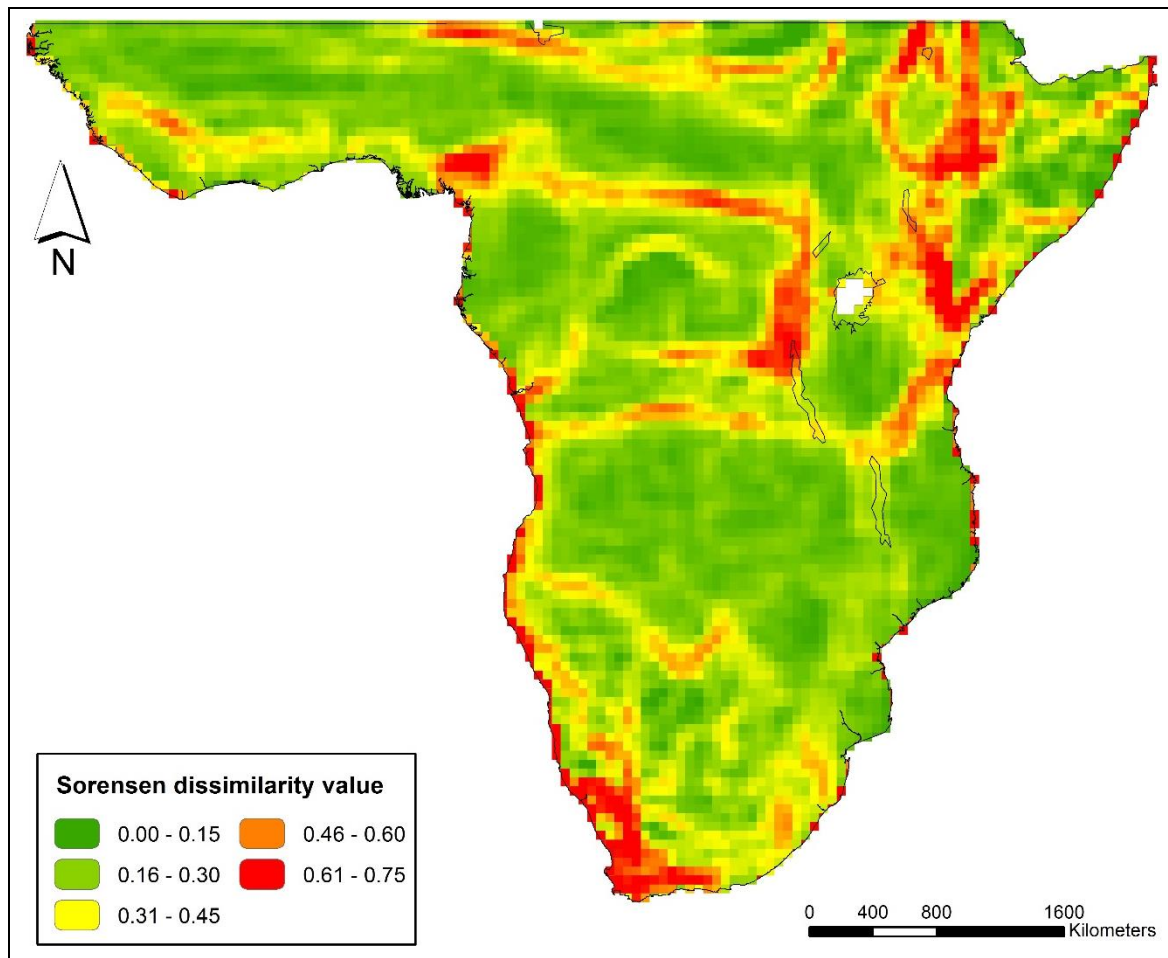 N
Sorensen dissimilarity value
0.00 - 0.15
0.46 - 0.60
0.16 - 0.30
0.61 - 0.75
0.31 - 0.45
0 400 800 1600
Kilometers